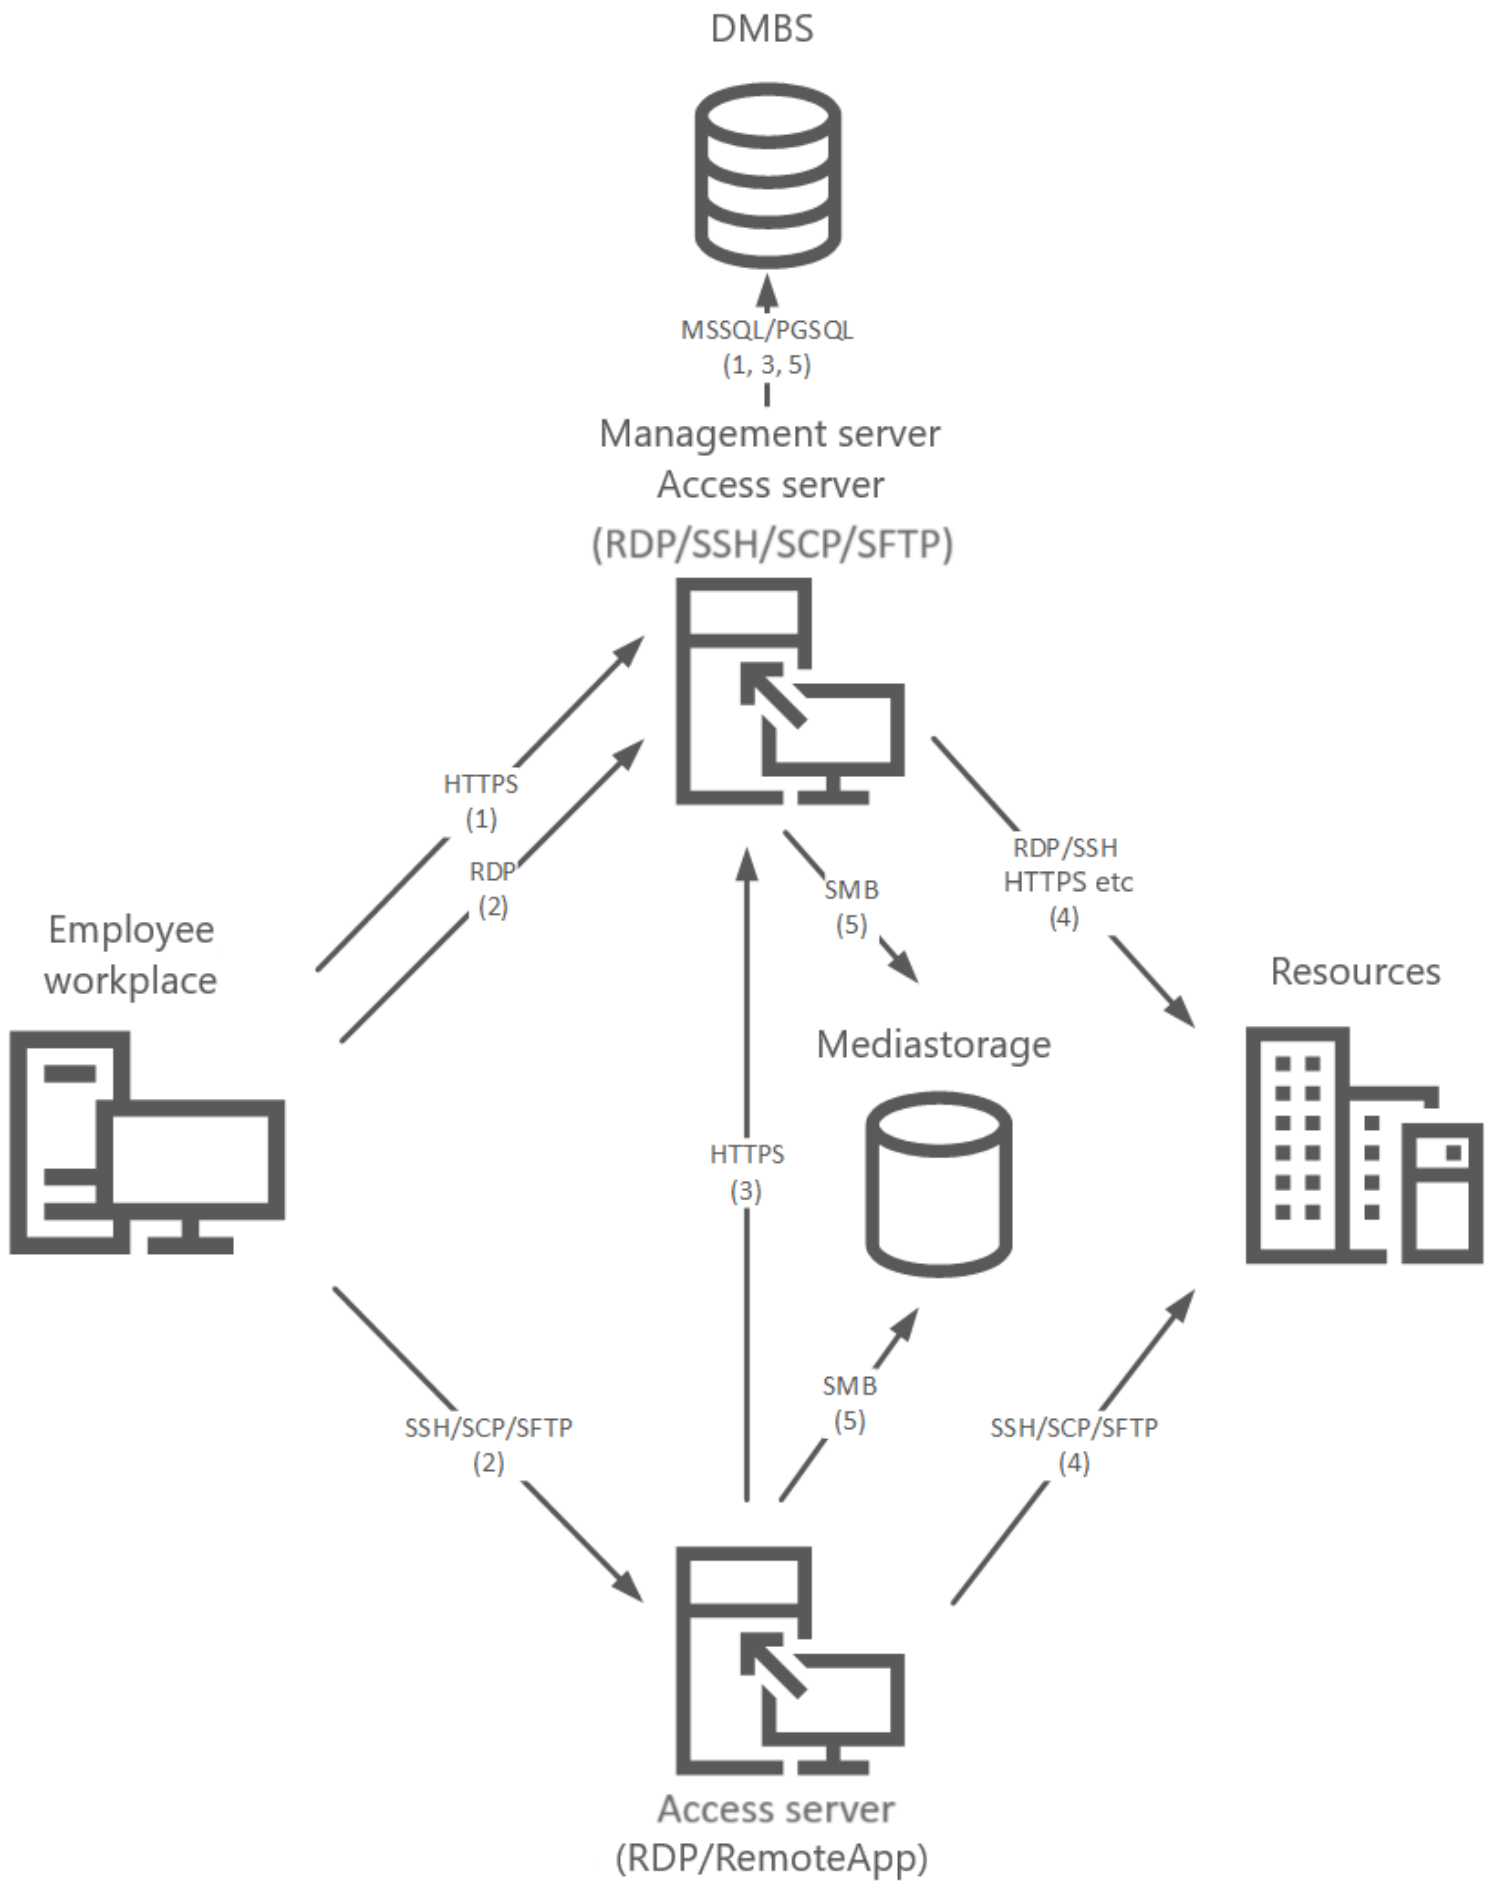 DMBS
MSSQL/PGSQL
(1, 3, 5)
Management server
Access server
(RDP/SSH/SCP/SFTP)
HTTPS
(1)
RDP
(2)
SMB
(5)
RDP/SSH
HTTPS etc
(4)
Employee
workplace
Resources
Mediastorage
HTTPS
(3)
SMB
(5)
SSH/SCP/SFTP
(2)
SSH/SCP/SFTP
(4)
Access server
(RDP/RemoteApp)